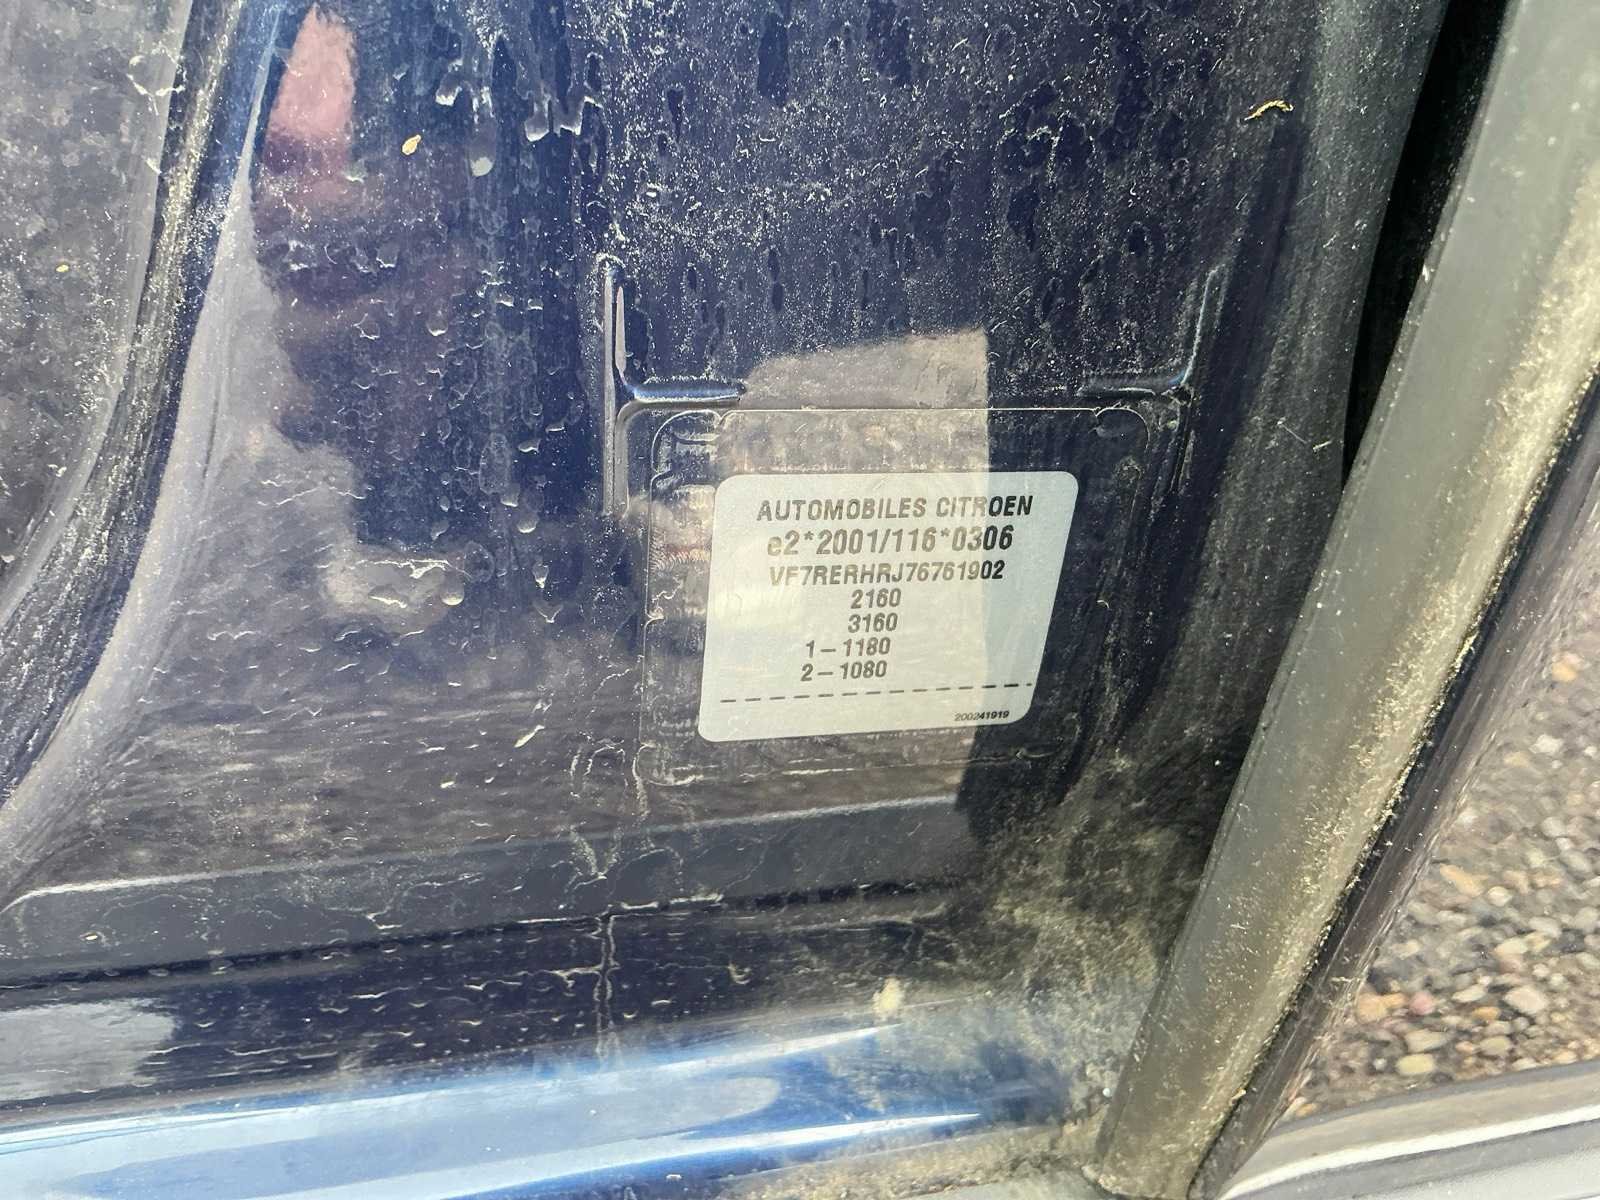 AUTOMOBILES CITROEN
e2*2001/116*0306
VF7RERHRJ76761902
2160
3160
1-1180
2-1080
200241919